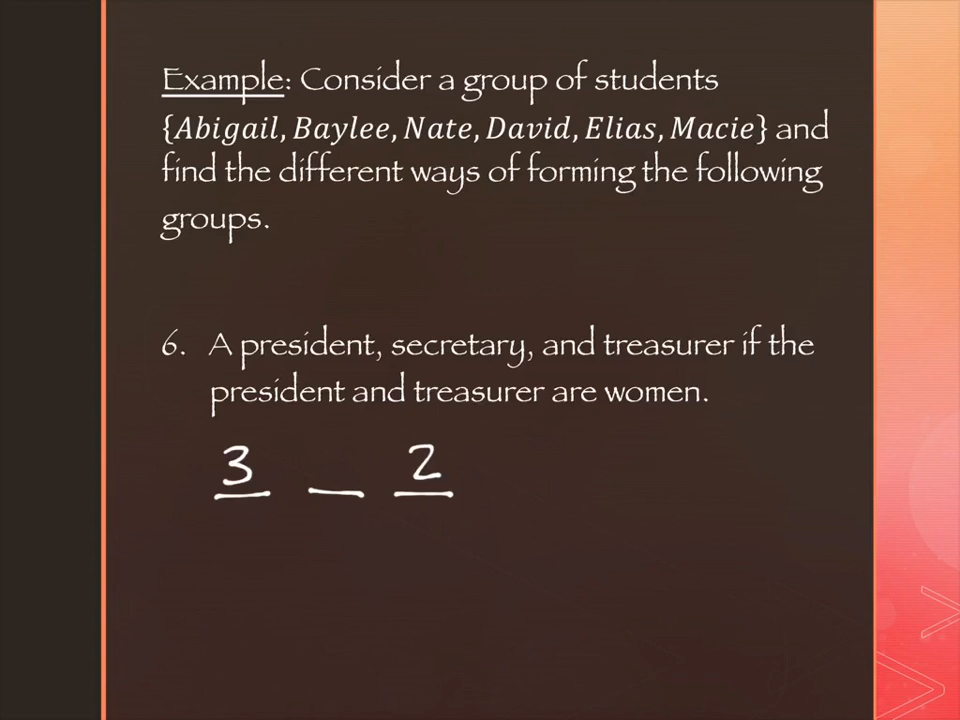 Example: Consider a group of students
{Abigail, Baylee, Nate, David, Elias, Macie} and
find the different ways of forming the following
groups.
6. A president, secretary, and treasurer if the
president and treasurer are women.
3 _ 2